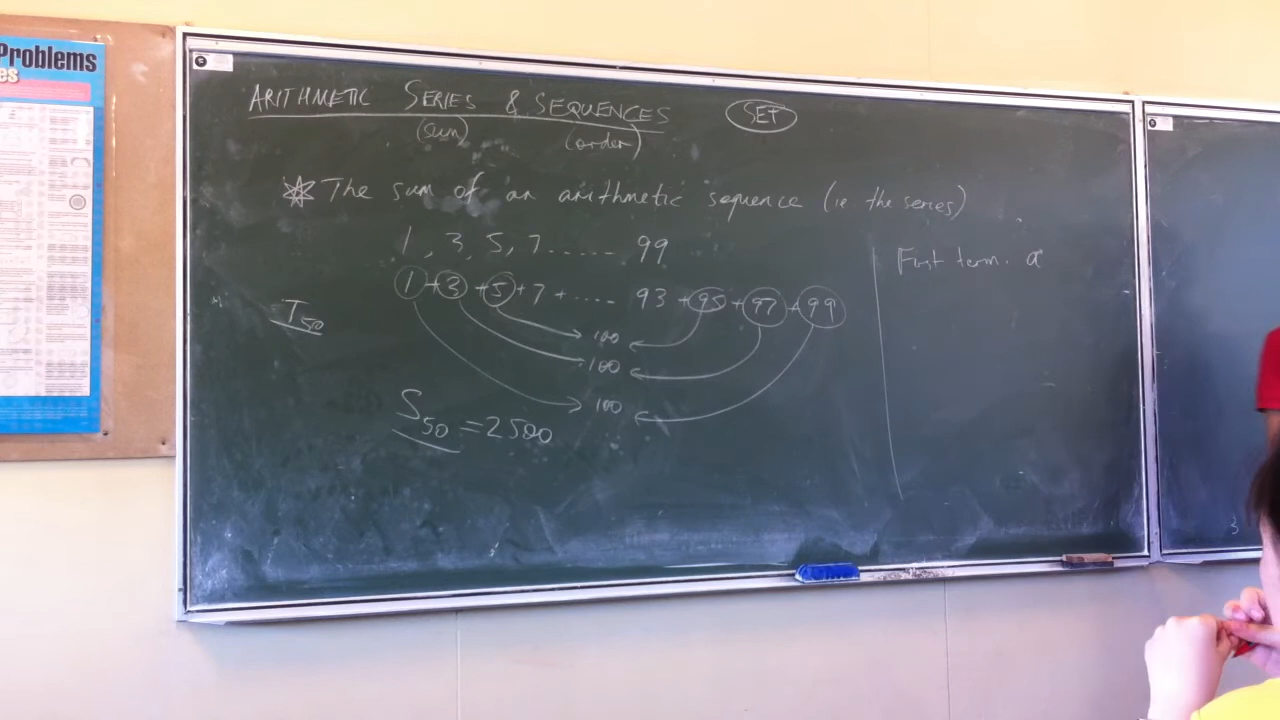 Problems
es
ARITHMETIC SERIES & SEQUENCES SET
(sum) (order)
The sum of an arithmetic sequence (ie the series)
1, 3, 5, 7...... 99
1+3+5+7+.... 93+95+97+99
T50
100
100
100
S50=2500
First term. a